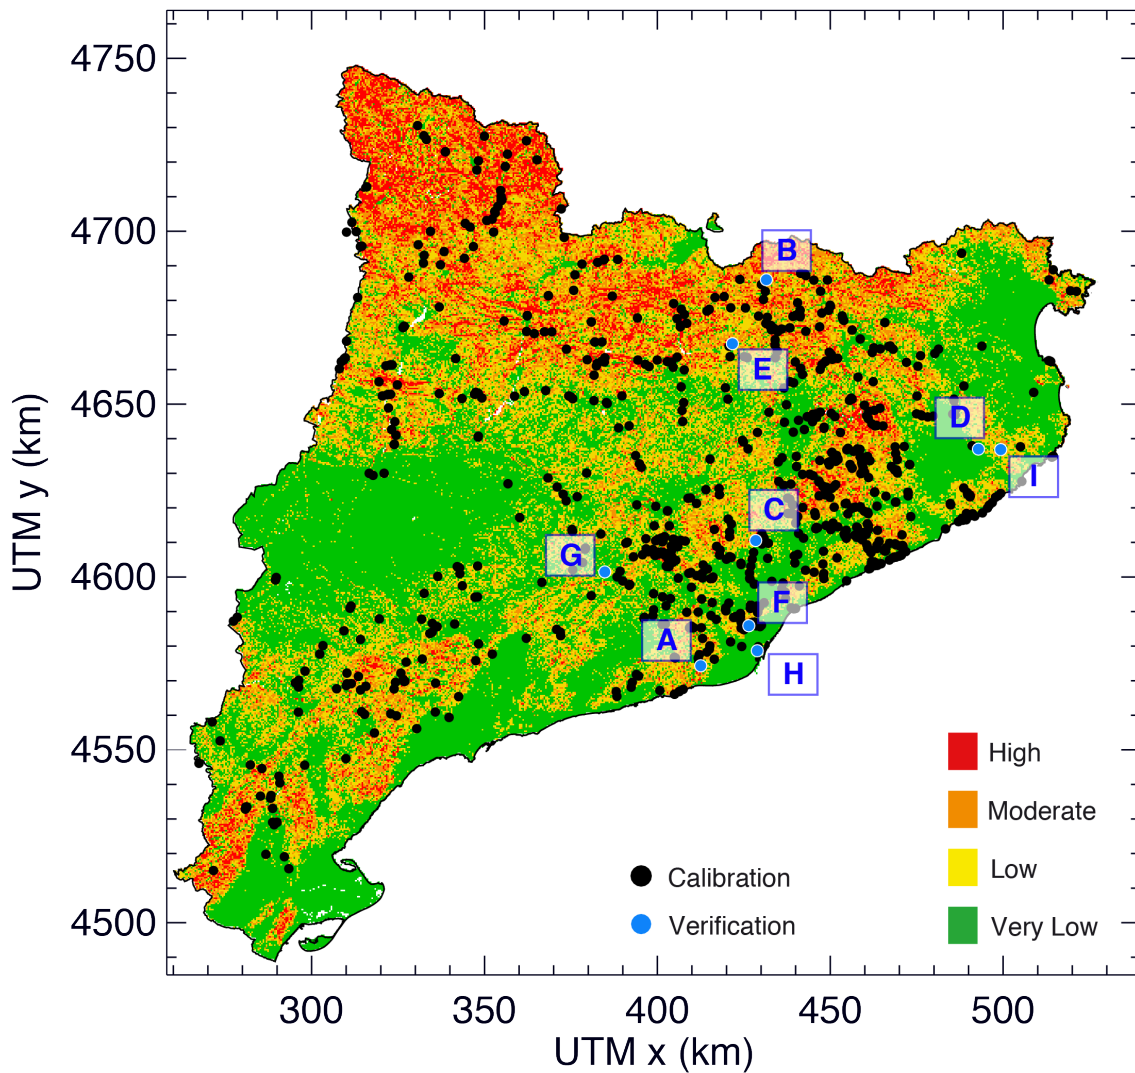 4750
4700
4650
4600
4550
4500
UTM y (km)
B
E
D
I
C
G
F
A
H
High
Moderate
Low
Very Low
Calibration
Verification
300
350
400
450
500
UTM x (km)